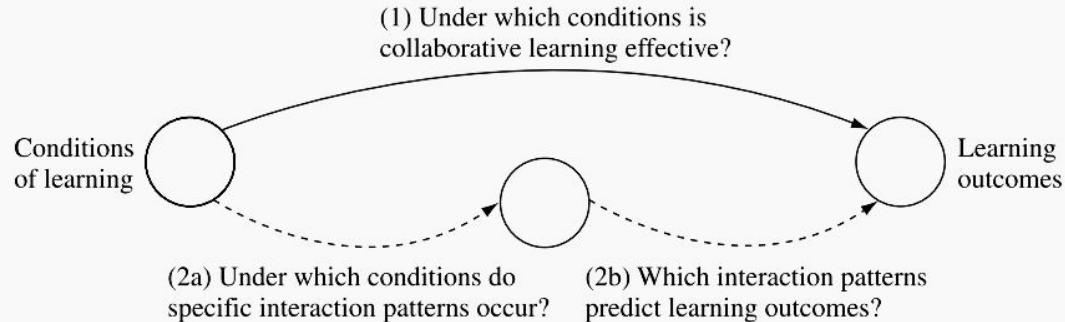 (1) Under which conditions is
collaborative learning effective?
Conditions
of learning
Learning
outcomes
(2a) Under which conditions do
specific interaction patterns occur?
(2b) Which interaction patterns
predict learning outcomes?